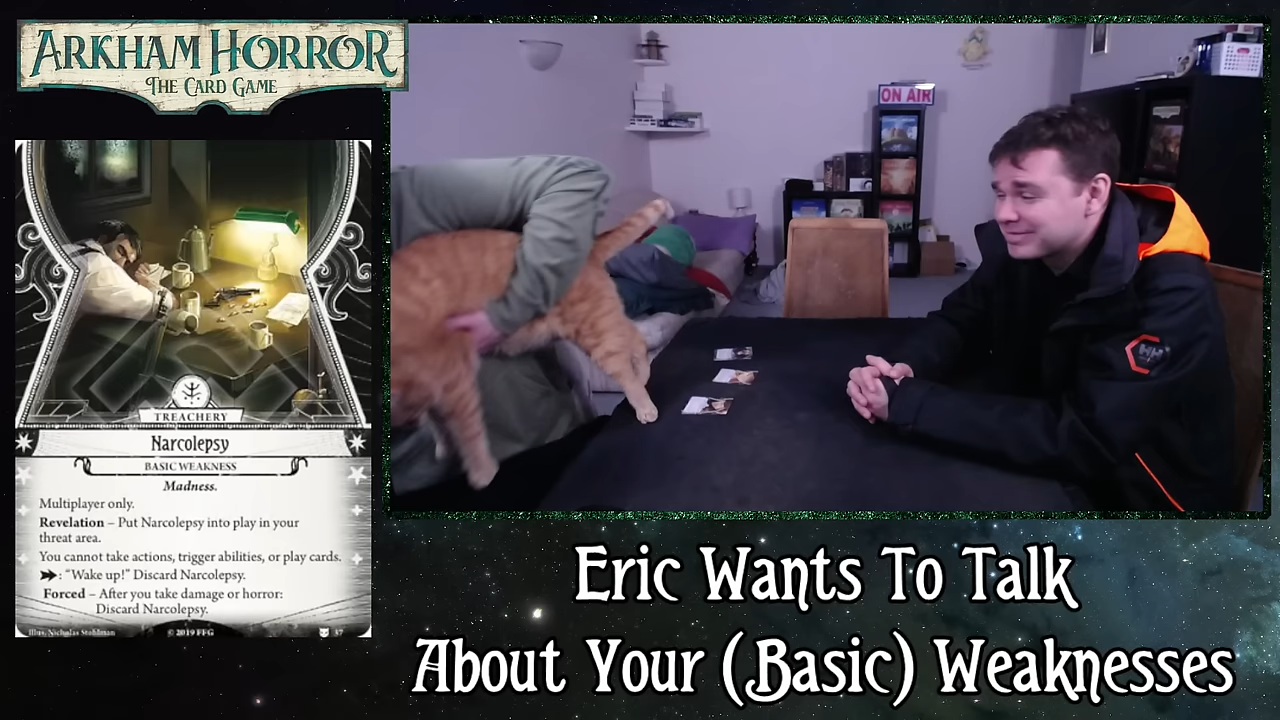 ARKHAM HORROR
THE CARD GAME
ON AIR
TREACHERY
Narcolepsy
BASIC WEAKNESS
Madness.
Multiplayer only.
Revelation – Put Narcolepsy into play in your
threat area.
You cannot take actions, trigger abilities, or play cards.
: “Wake up!” Discard Narcolepsy.
Forced – After you take damage or horror:
Discard Narcolepsy.
Illus. Nicholas Stohlman © 2019 FFG 37
HH
Eric Wants To Talk
About Your (Basic) Weaknesses